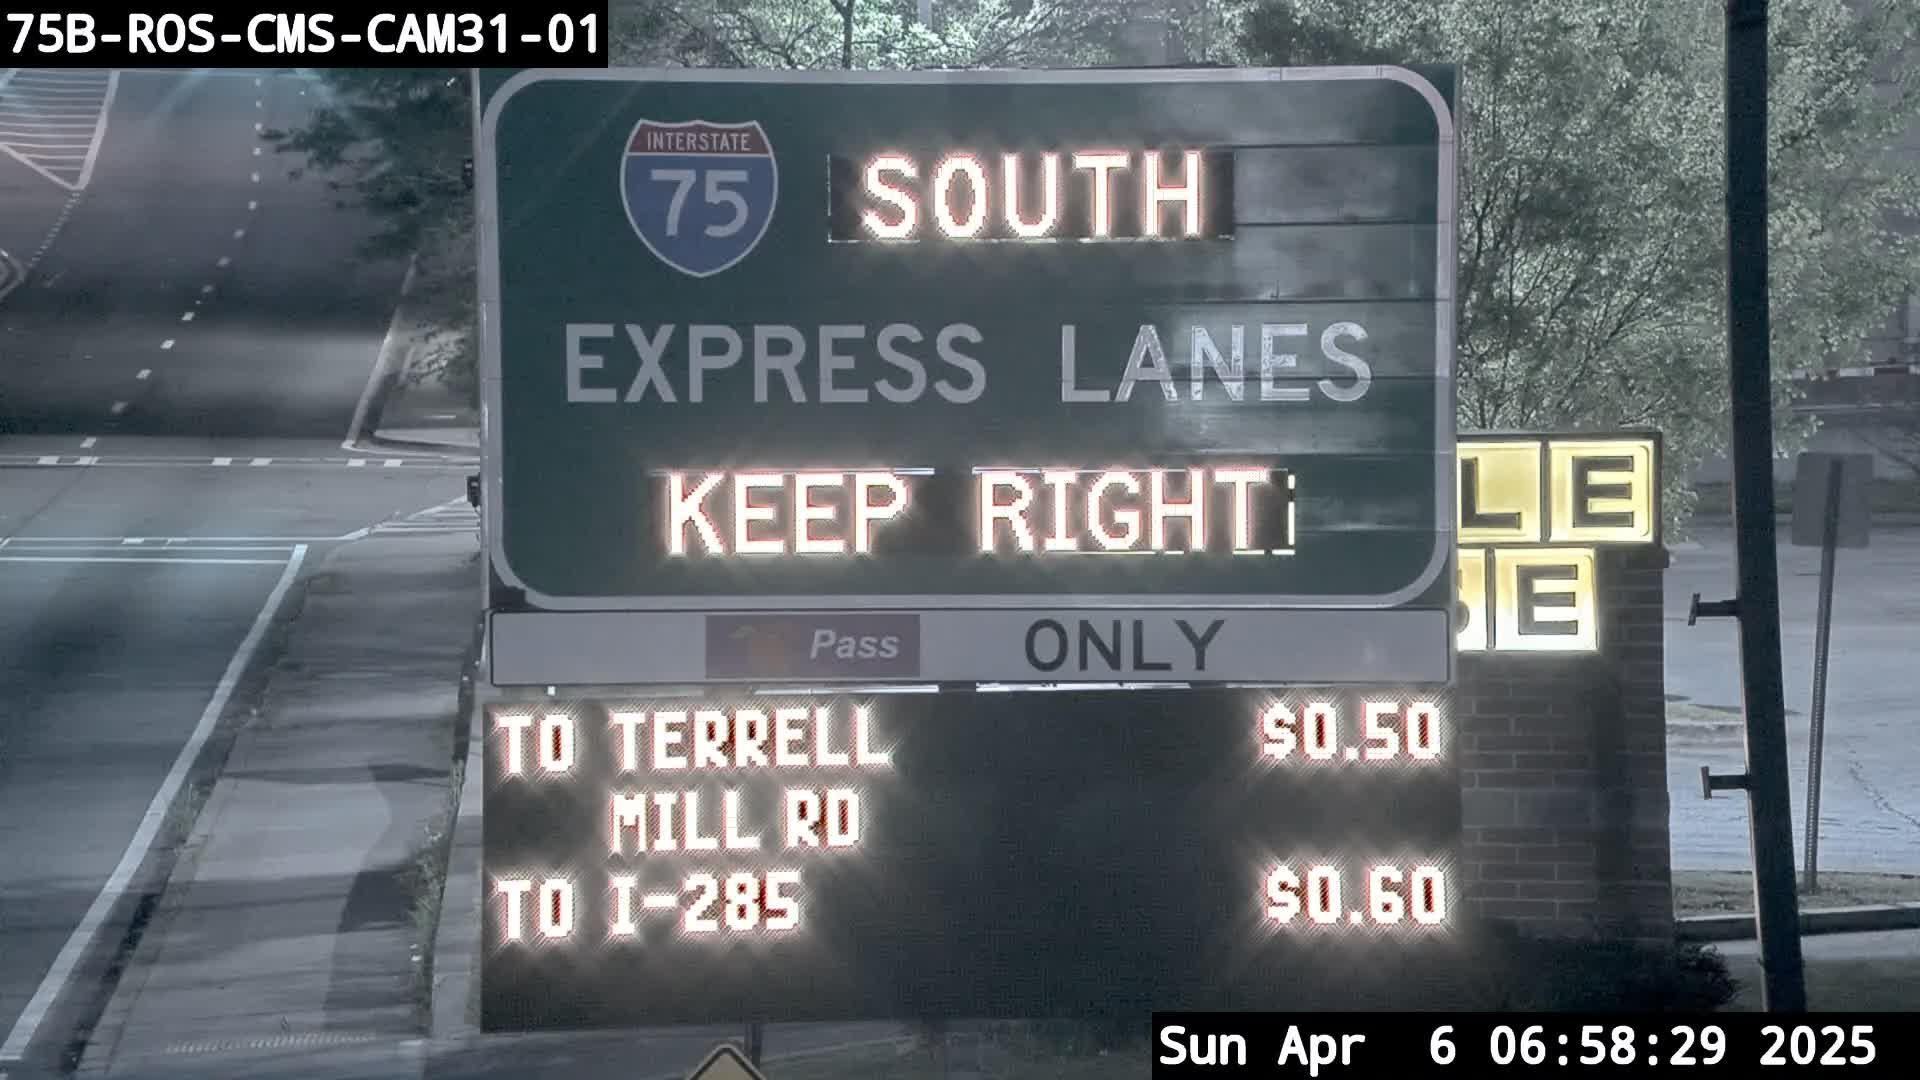 75B-ROS-CMS-CAM31-01
INTERSTATE
75
SOUTH
EXPRESS LANES
KEEP RIGHT
Pass ONLY
TO TERRELL $0.50
MILL RD
TO I-285 $0.60
LE
E
Sun Apr 6 06:58:29 2025